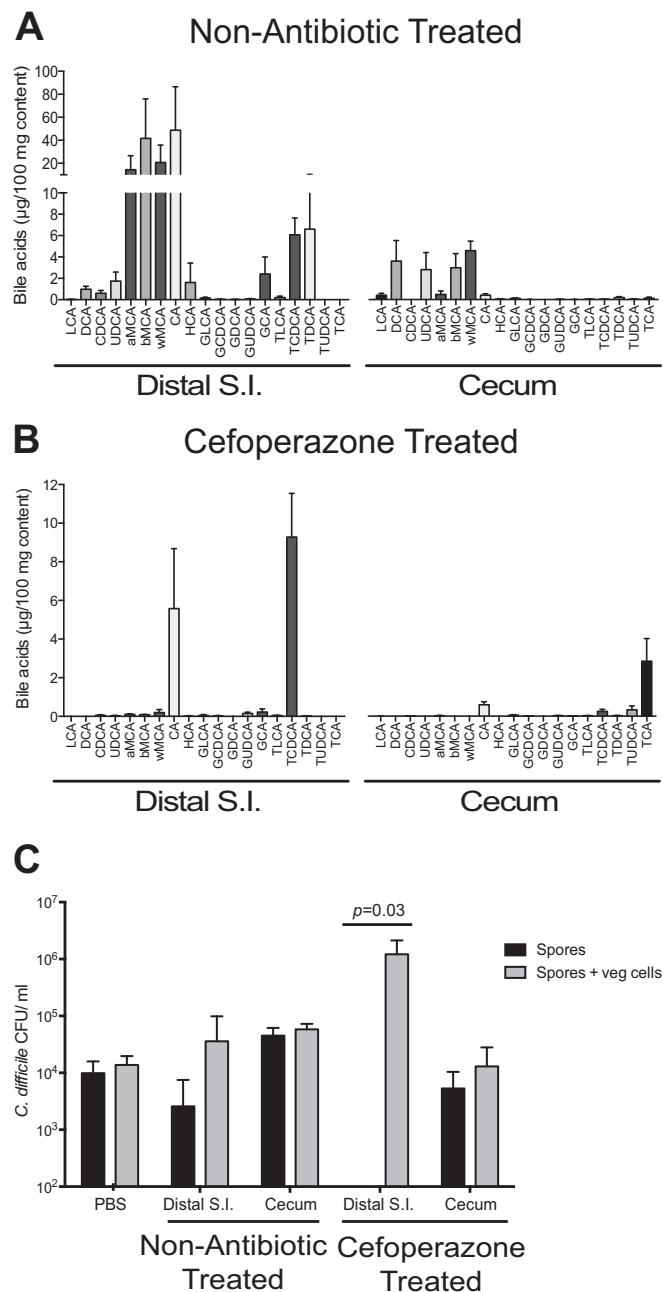 A
Non-Antibiotic Treated
Bile acids (µg/100 mg content)
100
80
60
40
20
10
8
6
4
2
0
LCA
DCA
CDCA
UDCA
aMCA
bMCA
wMCA
CA
HCA
GLCA
GCDCA
GDCA
GUDCA
GCA
TLCA
TCDCA
TDCA
TUDCA
TCA
LCA
DCA
CDCA
UDCA
aMCA
bMCA
wMCA
CA
HCA
GLCA
GCDCA
GDCA
GUDCA
GCA
TLCA
TCDCA
TDCA
TUDCA
TCA
Distal S.I.
Cecum
B
Cefoperazone Treated
Bile acids (µg/100 mg content)
12
10
8
6
4
2
0
LCA
DCA
CDCA
UDCA
aMCA
bMCA
wMCA
CA
HCA
GLCA
GCDCA
GDCA
GUDCA
GCA
TLCA
TCDCA
TDCA
TUDCA
TCA
LCA
DCA
CDCA
UDCA
aMCA
bMCA
wMCA
CA
HCA
GLCA
GCDCA
GDCA
GUDCA
GCA
TLCA
TCDCA
TDCA
TUDCA
TCA
Distal S.I.
Cecum
C
C. difficile CFU/ ml
10⁷
10⁶
10⁵
10⁴
10³
10²
p=0.03
Spores
Spores + veg cells
PBS
Distal S.I.
Cecum
Distal S.I.
Cecum
Non-Antibiotic
Treated
Cefoperazone
Treated